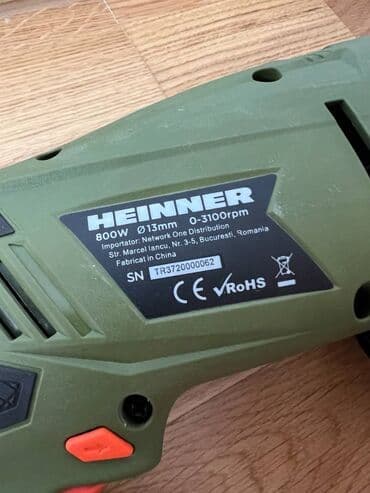 HEINNER
800W Ø13mm 0-3100rpm
Importator: Network One Distribution
Str. Marcel Iancu, Nr. 3-5, Bucuresti, Romania
Fabricat in China
SN TR3720000062
CE √RoHS